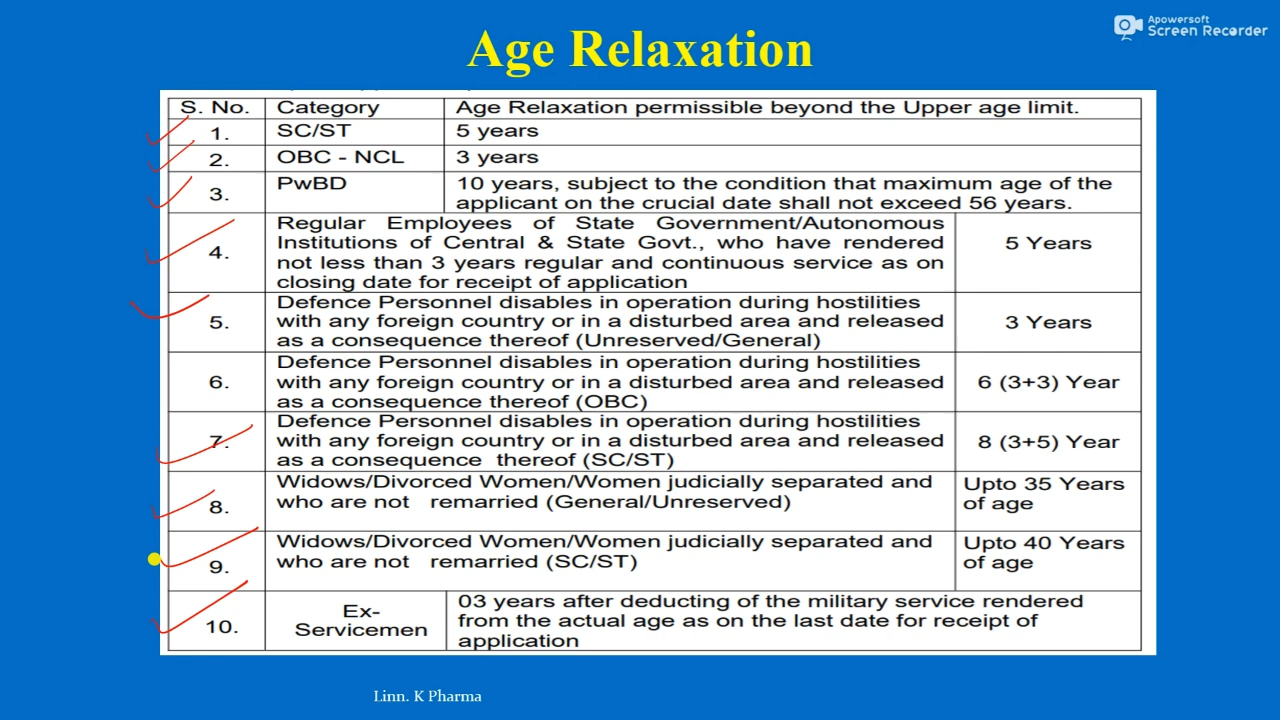 Age Relaxation
Apowersoft
Screen Recorder
S. No. Category Age Relaxation permissible beyond the Upper age limit.
1. SC/ST 5 years
2. OBC - NCL 3 years
3. PwBD 10 years, subject to the condition that maximum age of the
applicant on the crucial date shall not exceed 56 years.
4. Regular Employees of State Government/Autonomous
Institutions of Central & State Govt., who have rendered
not less than 3 years regular and continuous service as on
closing date for receipt of application
5 Years
5. Defence Personnel disables in operation during hostilities
with any foreign country or in a disturbed area and released
as a consequence thereof (Unreserved/General)
3 Years
6. Defence Personnel disables in operation during hostilities
with any foreign country or in a disturbed area and released
as a consequence thereof (OBC)
6 (3+3) Year
7. Defence Personnel disables in operation during hostilities
with any foreign country or in a disturbed area and released
as a consequence thereof (SC/ST)
8 (3+5) Year
8. Widows/Divorced Women/Women judicially separated and
who are not remarried (General/Unreserved)
Upto 35 Years
of age
9. Widows/Divorced Women/Women judicially separated and
who are not remarried (SC/ST)
Upto 40 Years
of age
10. Ex-
Servicemen
03 years after deducting of the military service rendered
from the actual age as on the last date for receipt of
application
Linn. K Pharma